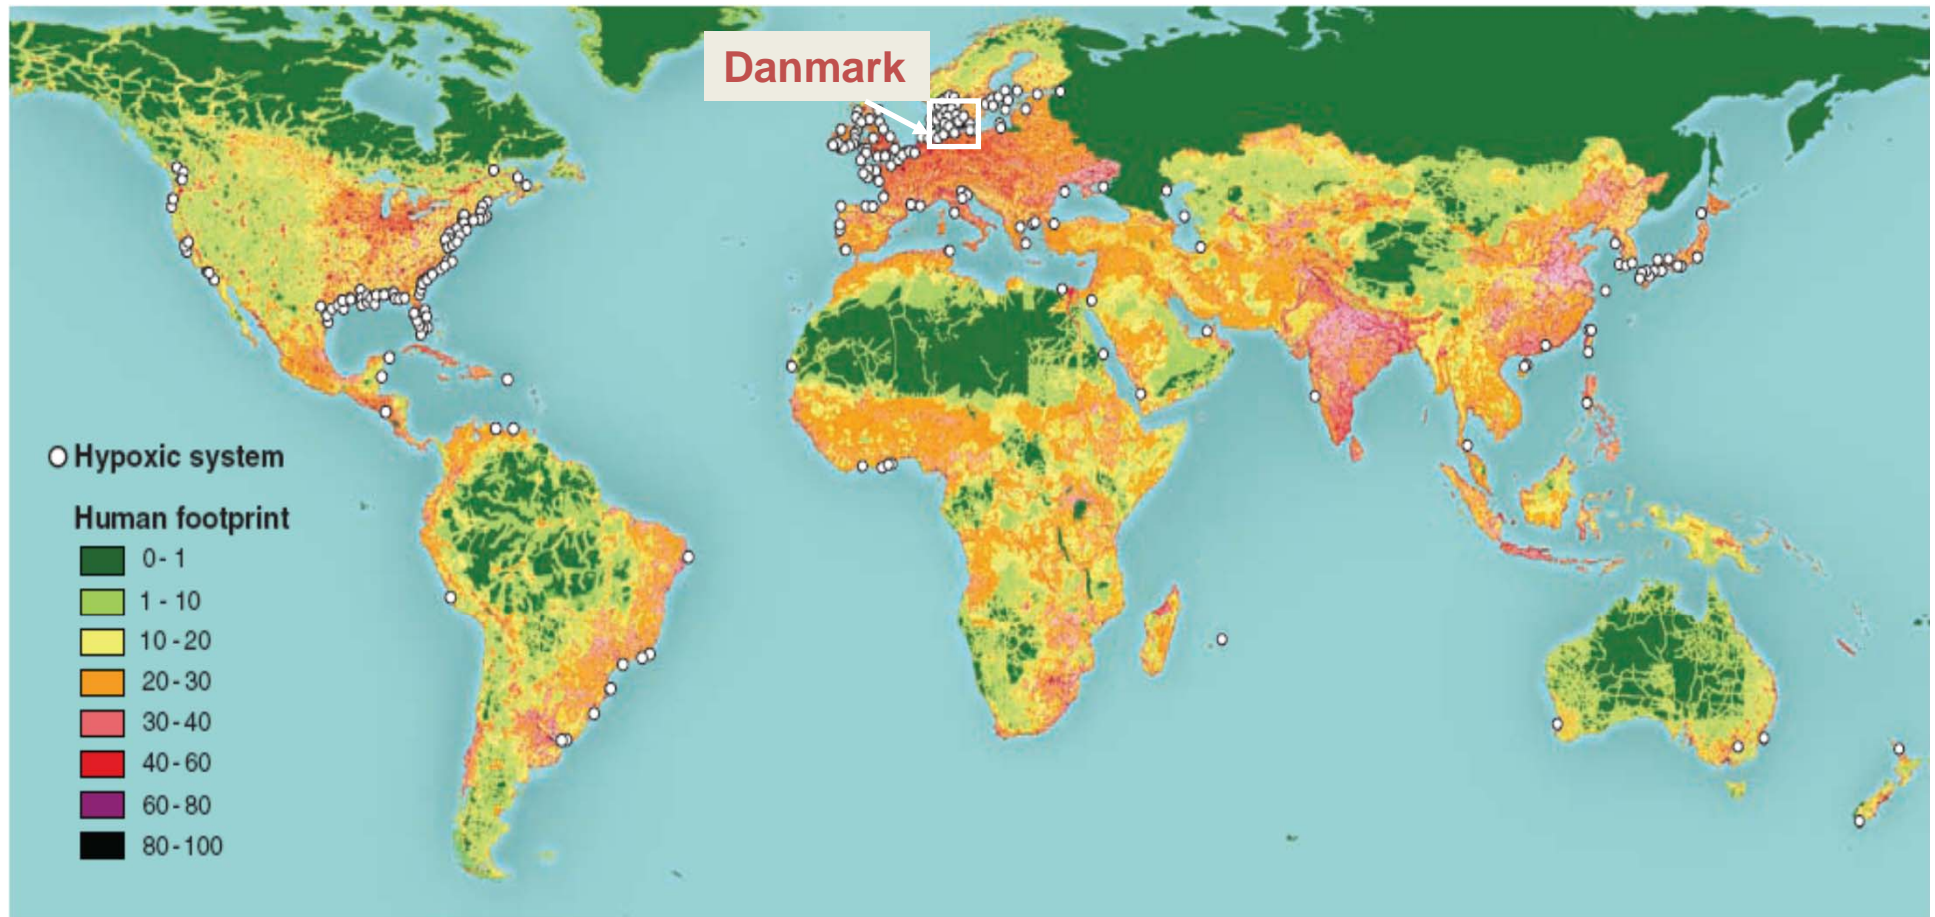 Danmark
Hypoxic system
Human footprint
0 - 1
1 - 10
10 - 20
20 - 30
30 - 40
40 - 60
60 - 80
80 - 100